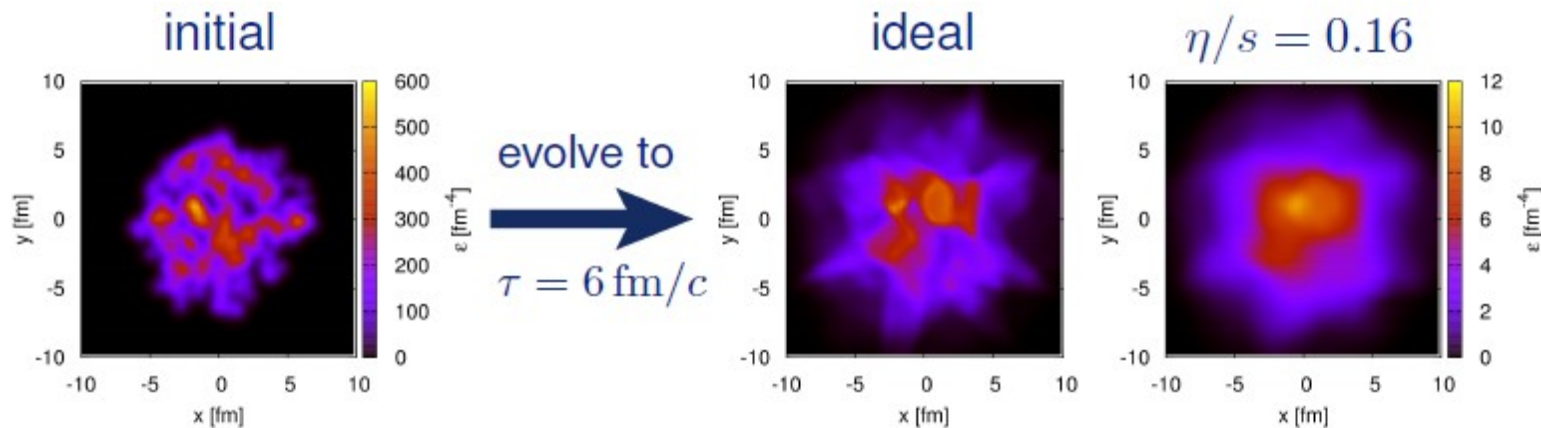 initial
ideal
η/s = 0.16
evolve to
τ = 6 fm/c
10
5
0
-5
-10
y [fm]
-10 -5 0 5 10
x [fm]
600
500
400
300
200
100
0
ε [fm⁻⁴]
10
5
0
-5
-10
y [fm]
-10 -5 0 5 10
x [fm]
10
5
0
-5
-10
y [fm]
-10 -5 0 5 10
x [fm]
12
10
8
6
4
2
0
ε [fm⁻⁴]